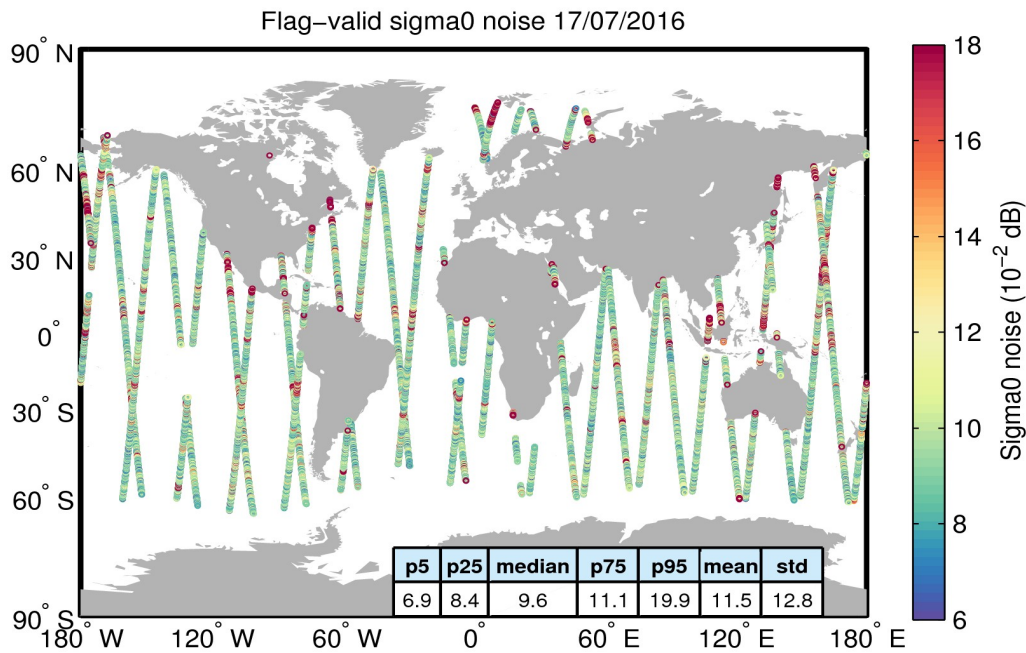 Flag−valid sigma0 noise 17/07/2016
90° N
60° N
30° N
0°
30° S
60° S
90° S
180° W
120° W
60° W
0°
60° E
120° E
180° E
p5 p25 median p75 p95 mean std
6.9 8.4 9.6 11.1 19.9 11.5 12.8
18
16
14
12
10
8
6
Sigma0 noise (10⁻² dB)